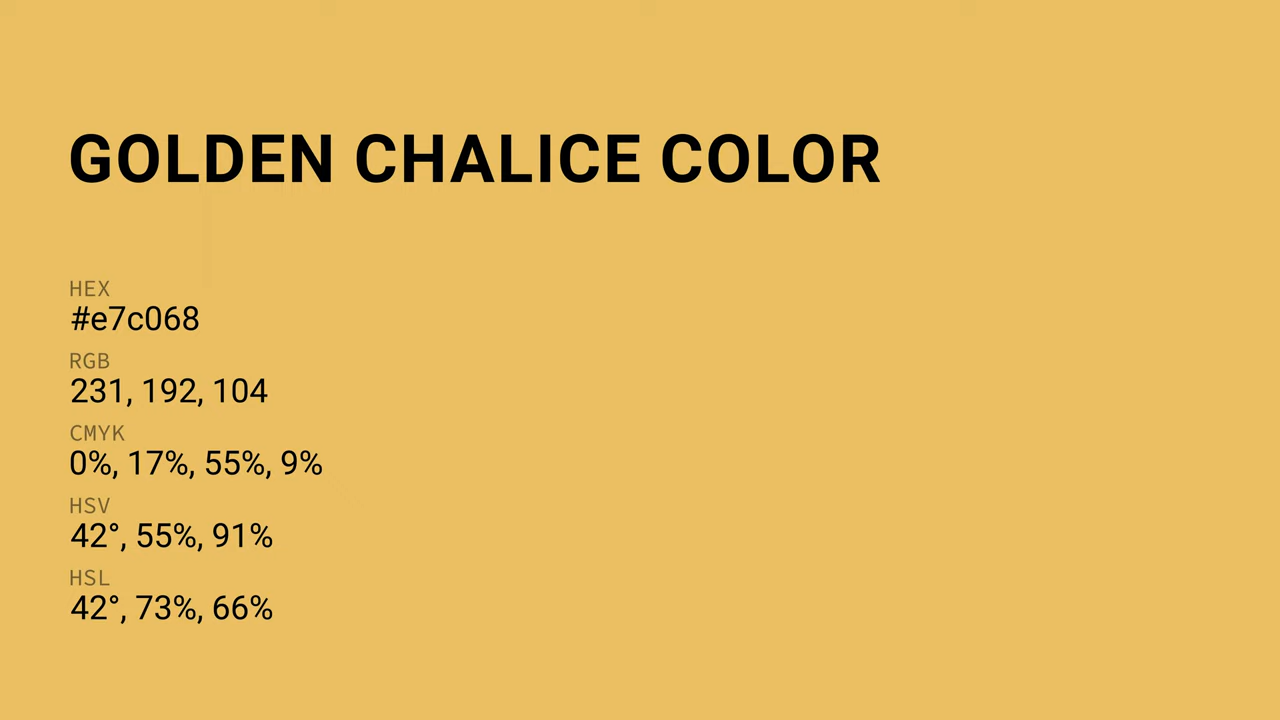 GOLDEN CHALICE COLOR
HEX
#e7c068
RGB
231, 192, 104
CMYK
0%, 17%, 55%, 9%
HSV
42°, 55%, 91%
HSL
42°, 73%, 66%